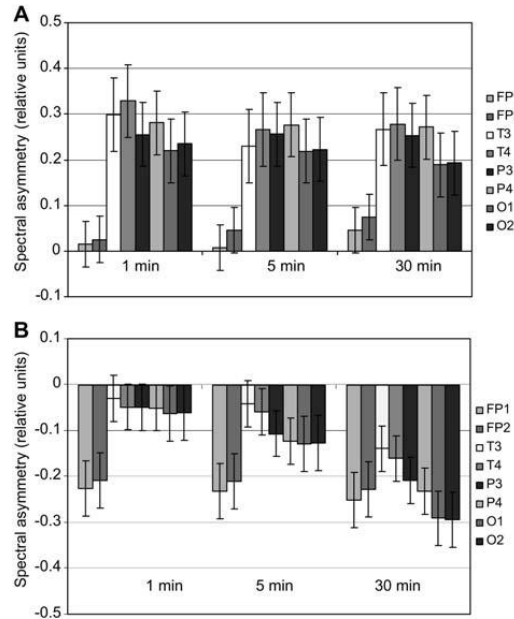 A
Spectral asymmetry (relative units)
0.5
0.4
0.3
0.2
0.1
0
-0.1
1 min
5 min
30 min
FP
FP
T3
T4
P3
P4
O1
O2
B
Spectral asymmetry (relative units)
0.1
0
-0.1
-0.2
-0.3
-0.4
-0.5
1 min
5 min
30 min
FP1
FP2
T3
T4
P3
P4
O1
O2